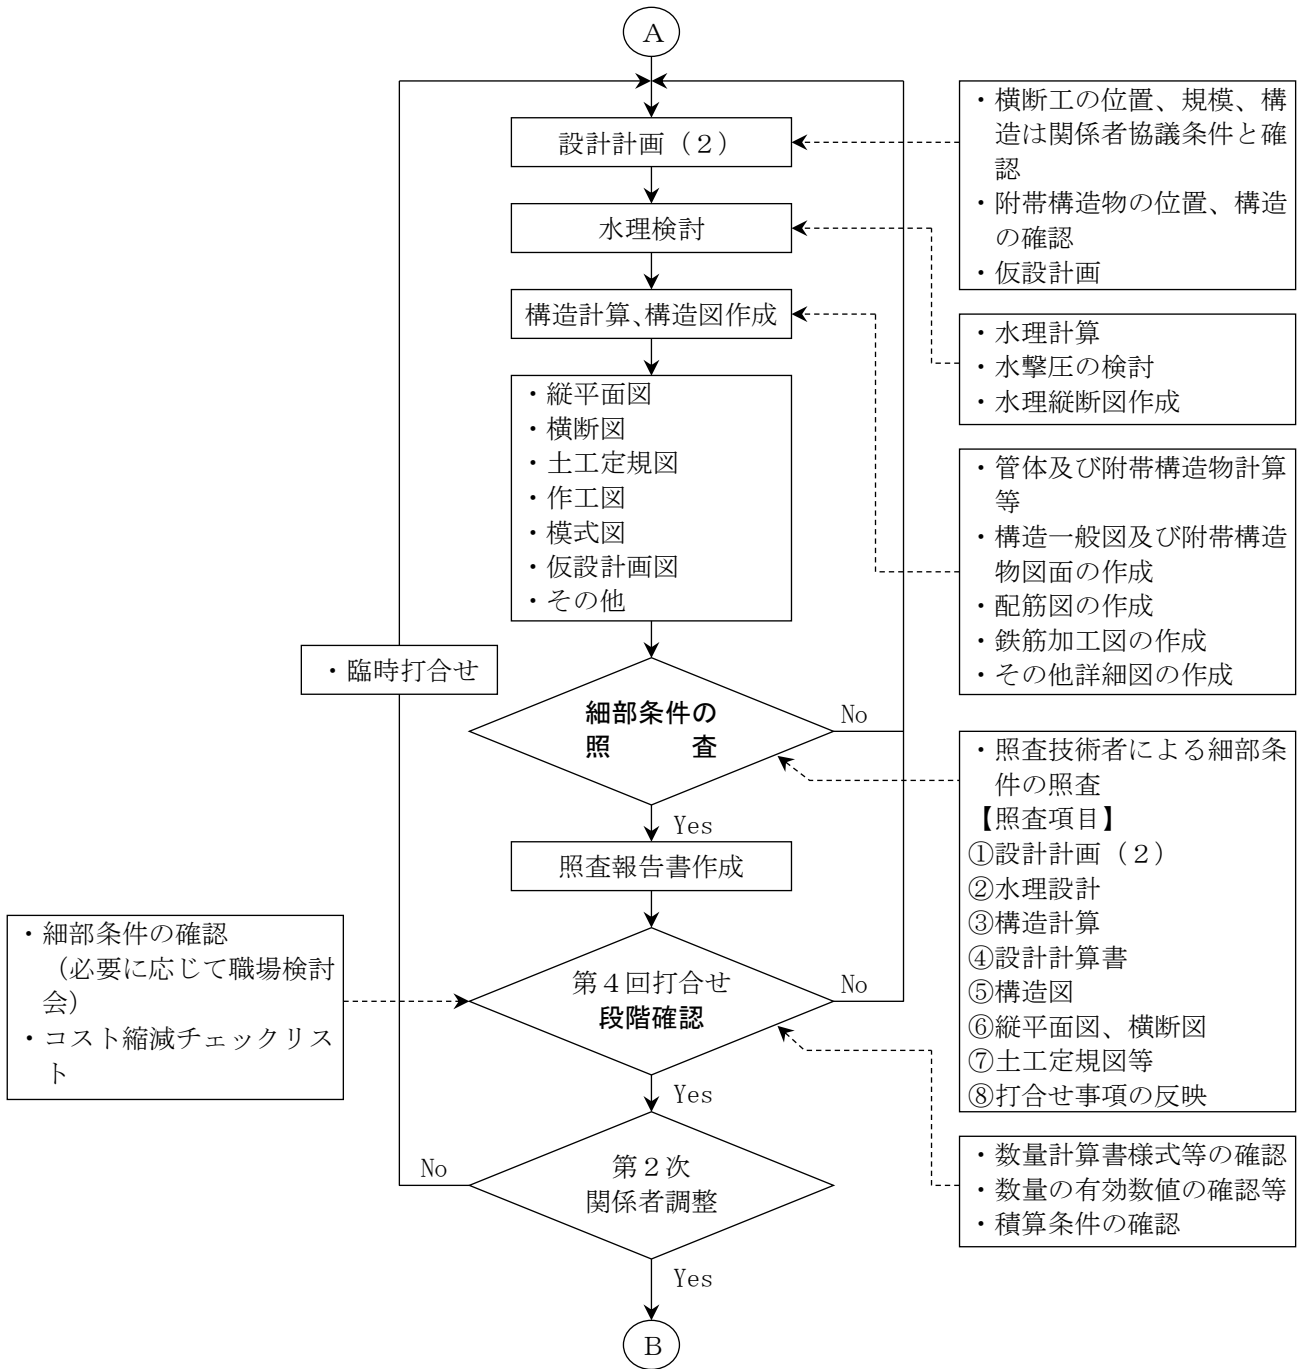 A
設計計画（２）
水理検討
構造計算、構造図作成
・縦平面図
・横断図
・土工定規図
・作工図
・模式図
・仮設計画図
・その他
・臨時打合せ
細部条件の
照　　　査
No
Yes
照査報告書作成
・細部条件の確認
（必要に応じて職場検討
会）
・コスト縮減チェックリス
ト
第４回打合せ
段階確認
No
Yes
No
第２次
関係者調整
Yes
B
・横断工の位置、規模、構
造は関係者協議条件と確
認
・附帯構造物の位置、構造
の確認
・仮設計画
・水理計算
・水撃圧の検討
・水理縦断図作成
・管体及び附帯構造物計算
等
・構造一般図及び附帯構造
物図面の作成
・配筋図の作成
・鉄筋加工図の作成
・その他詳細図の作成
・照査技術者による細部条
件の照査
【照査項目】
①設計計画（２）
②水理設計
③構造計算
④設計計算書
⑤構造図
⑥縦平面図、横断図
⑦土工定規図等
⑧打合せ事項の反映
・数量計算書様式等の確認
・数量の有効数値の確認等
・積算条件の確認